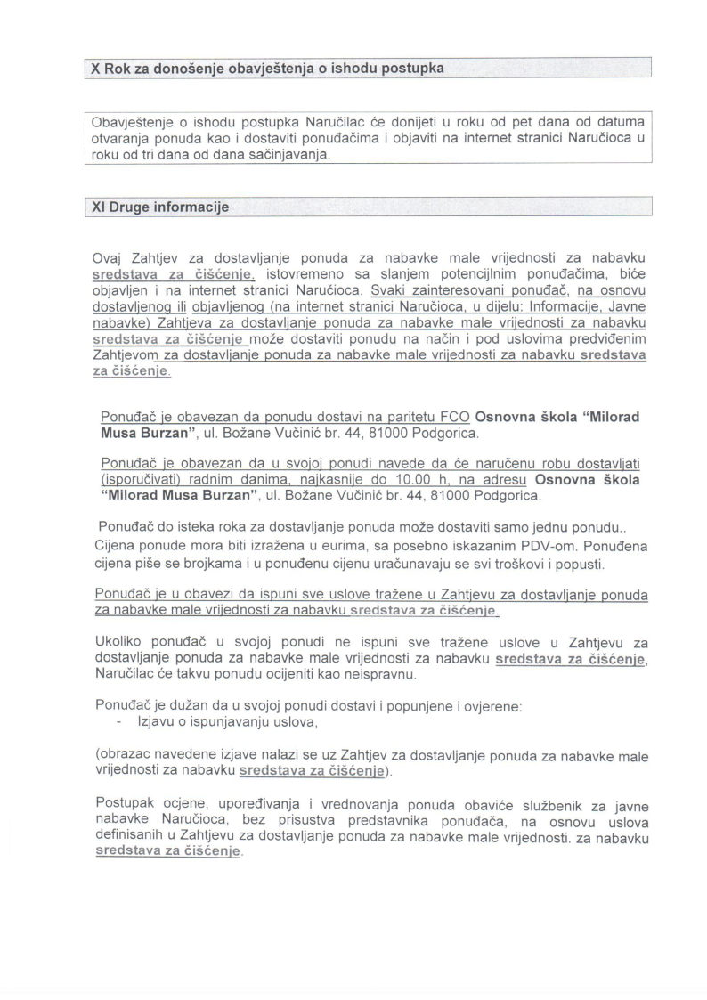 X Rok za donošenje obavještenja o ishodu postupka
Obavještenje o ishodu postupka Naručilac će donijeti u roku od pet dana od datuma
otvaranja ponuda kao i dostaviti ponuđačima i objaviti na internet stranici Naručioca u
roku od tri dana od dana sačinjavanja.
XI Druge informacije
Ovaj Zahtjev za dostavljanje ponuda za nabavke male vrijednosti za nabavku
sredstava za čišćenje. istovremeno sa slanjem potencijlnim ponuđačima, biće
objavljen i na internet stranici Naručioca. Svaki zainteresovani ponuđač, na osnovu
dostavljenog ili objavljenog (na internet stranici Naručioca, u dijelu: Informacije, Javne
nabavke) Zahtjeva za dostavljanje ponuda za nabavke male vrijednosti za nabavku
sredstava za čišćenje može dostaviti ponudu na način i pod uslovima predviđenim
Zahtjevom za dostavljanje ponuda za nabavke male vrijednosti za nabavku sredstava
za čišćenje.
Ponuđač je obavezan da ponudu dostavi na paritetu FCO Osnovna škola “Milorad
Musa Burzan”, ul. Božane Vučinić br. 44, 81000 Podgorica.
Ponuđač je obavezan da u svojoj ponudi navede da će naručenu robu dostavljati
(isporučivati) radnim danima, najkasnije do 10.00 h, na adresu Osnovna škola
“Milorad Musa Burzan”, ul. Božane Vučinić br. 44, 81000 Podgorica.
Ponuđač do isteka roka za dostavljanje ponuda može dostaviti samo jednu ponudu..
Cijena ponude mora biti izražena u eurima, sa posebno iskazanim PDV-om. Ponuđena
cijena piše se brojkama i u ponuđenu cijenu uračunavaju se svi troškovi i popusti.
Ponuđač je u obavezi da ispuni sve uslove tražene u Zahtjevu za dostavljanje ponuda
za nabavke male vrijednosti za nabavku sredstava za čišćenje.
Ukoliko ponuđač u svojoj ponudi ne ispuni sve tražene uslove u Zahtjevu za
dostavljanje ponuda za nabavke male vrijednosti za nabavku sredstava za čišćenje,
Naručilac će takvu ponudu ocijeniti kao neispravnu.
Ponuđač je dužan da u svojoj ponudi dostavi i popunjene i ovjerene:
- Izjavu o ispunjavanju uslova,
(obrazac navedene izjave nalazi se uz Zahtjev za dostavljanje ponuda za nabavke male
vrijednosti za nabavku sredstava za čišćenje).
Postupak ocjene, upoređivanja i vrednovanja ponuda obaviće službenik za javne
nabavke Naručioca, bez prisustva predstavnika ponuđača, na osnovu uslova
definisanih u Zahtjevu za dostavljanje ponuda za nabavke male vrijednosti. za nabavku
sredstava za čišćenje.